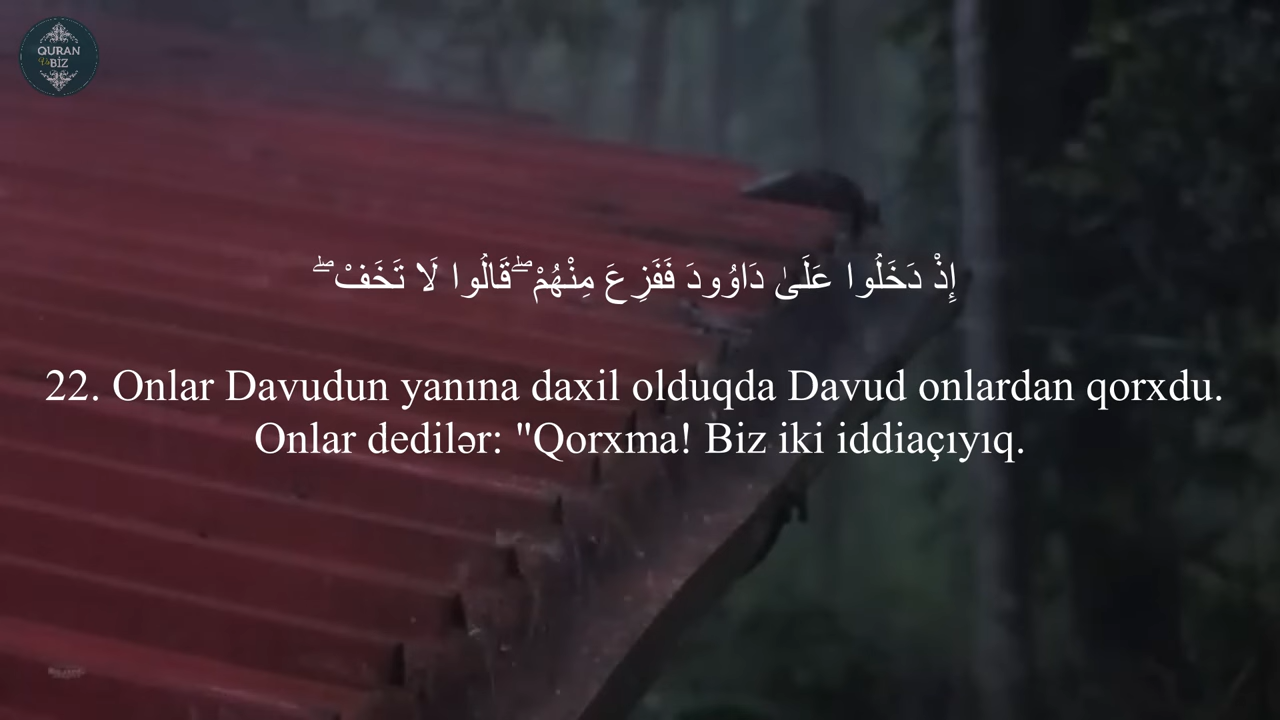 QURAN
Və
BİZ
إِذْ دَخَلُوا عَلَىٰ دَاوُودَ فَفَزِعَ مِنْهُمْ ۖ قَالُوا لَا تَخَفْ ۖ
22. Onlar Davudun yanına daxil olduqda Davud onlardan qorxdu.
Onlar dedilər: "Qorxma! Biz iki iddiaçıyıq.